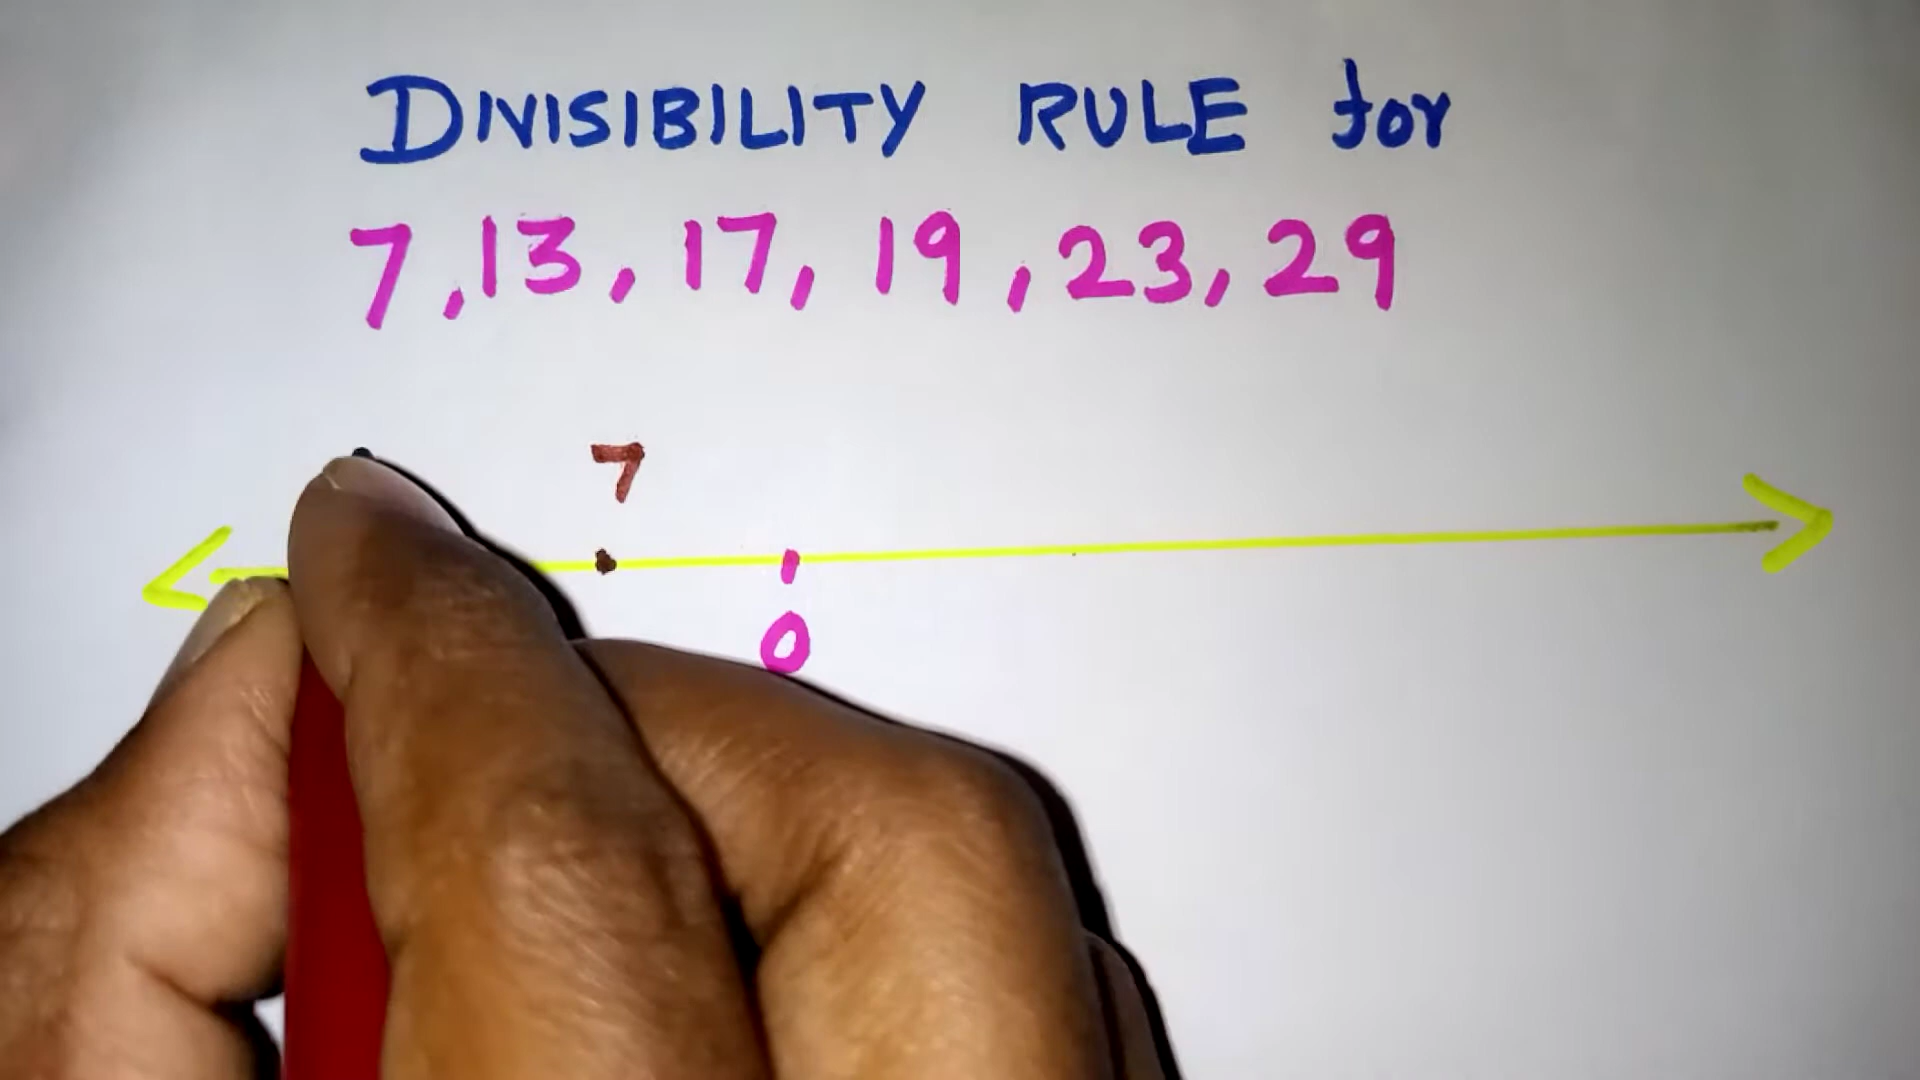 DIVISIBILITY RULE for
7, 13, 17, 19, 23, 29
7
0